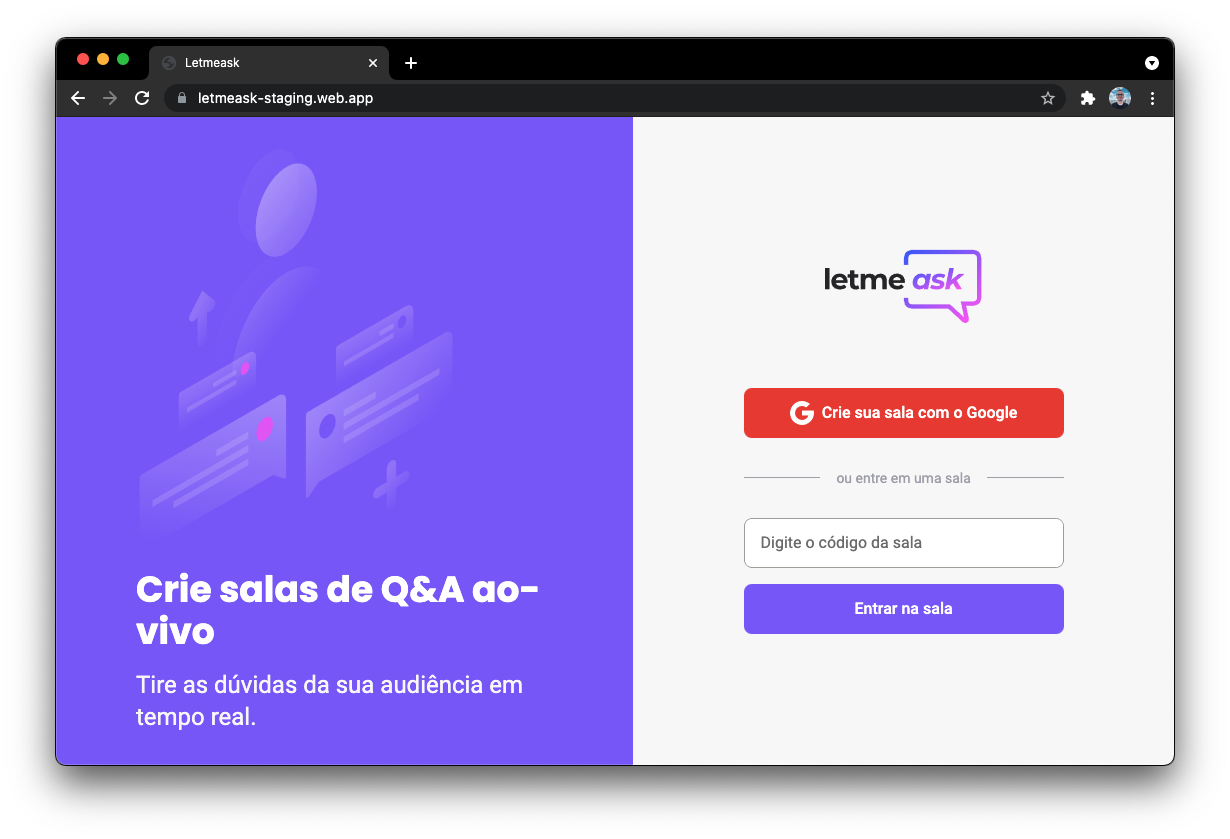 Letmeask
letmeask-staging.web.app
Crie salas de Q&A ao-
vivo
Tire as dúvidas da sua audiência em
tempo real.
letme ask
Crie sua sala com o Google
ou entre em uma sala
Digite o código da sala
Entrar na sala